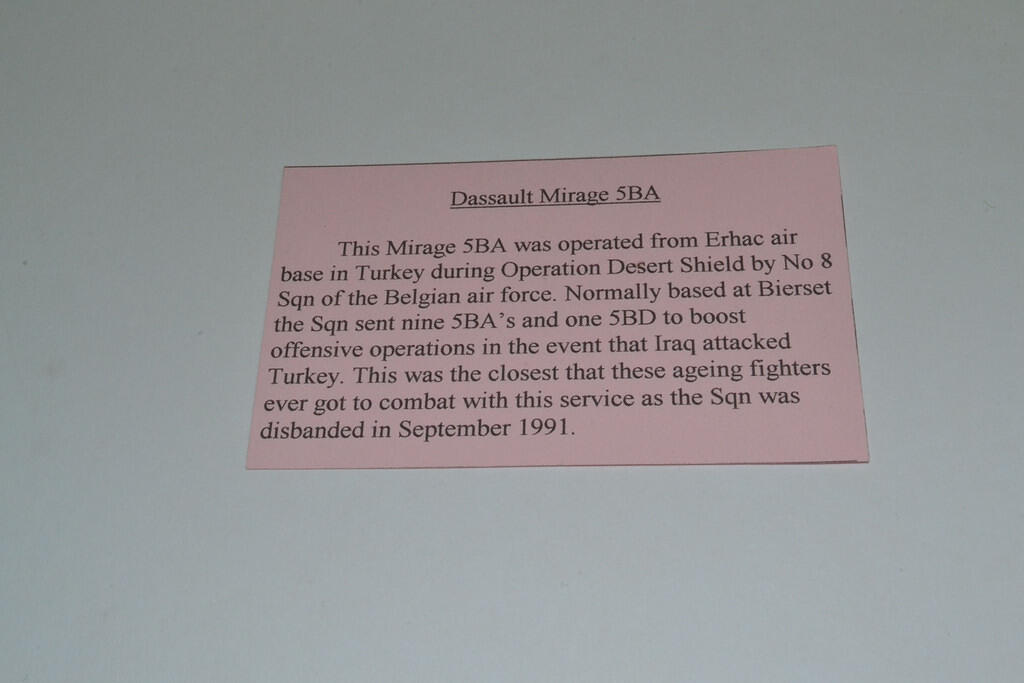 Dassault Mirage 5BA
This Mirage 5BA was operated from Erhac air
base in Turkey during Operation Desert Shield by No 8
Sqn of the Belgian air force. Normally based at Bierset
the Sqn sent nine 5BA's and one 5BD to boost
offensive operations in the event that Iraq attacked
Turkey. This was the closest that these ageing fighters
ever got to combat with this service as the Sqn was
disbanded in September 1991.